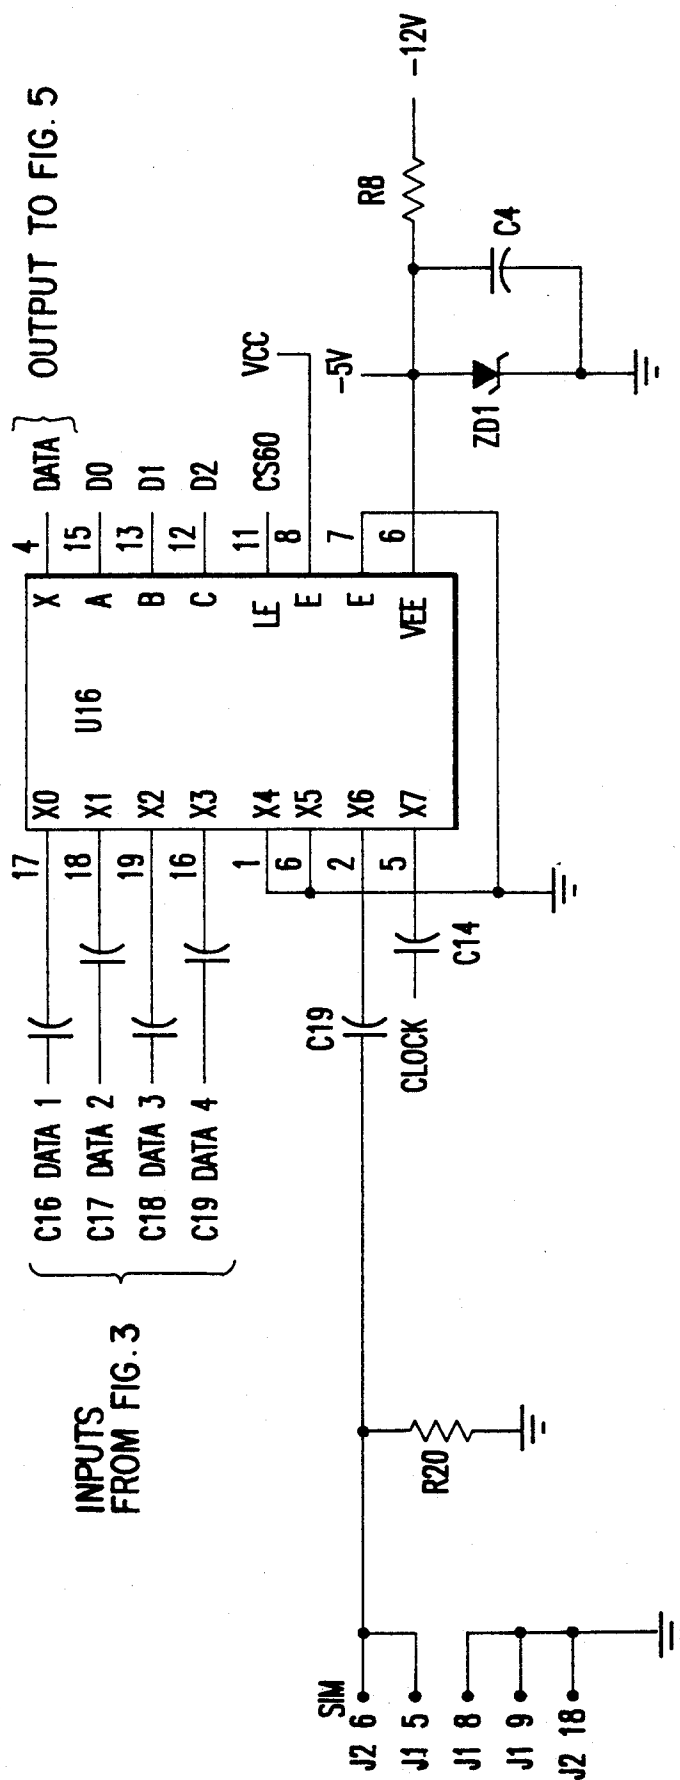 INPUTS
FROM FIG. 3
C16 DATA 1
C17 DATA 2
C18 DATA 3
C19 DATA 4
17
18
19
16
1
6
2
5
X0
X1
X2
X3
X4
X5
X6
X7
U16
X
A
B
C
LE
E
E
VEE
4
15
13
12
11
8
7
6
DATA
D0
D1
D2
CS60
VCC
OUTPUT TO FIG. 5
-5V
R8
-12V
C4
ZD1
C19
C14
CLOCK
R20
SIM
J2 6
J1 5
J1 8
J1 9
J2 18